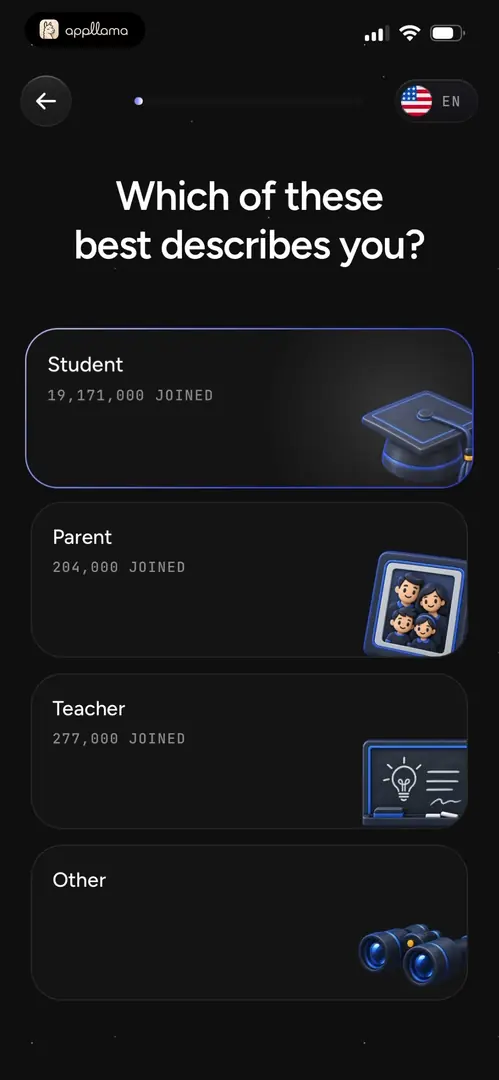 appllama
EN
Which of these
best describes you?
Student
19,171,000 JOINED
Parent
204,000 JOINED
Teacher
277,000 JOINED
Other